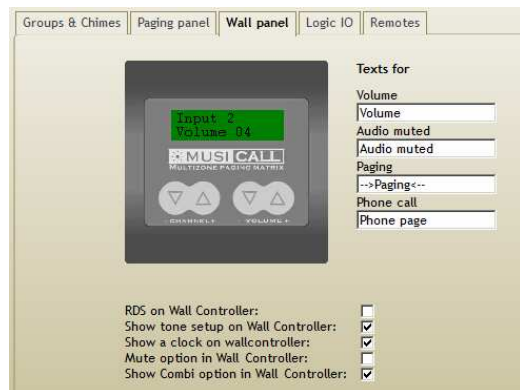 Groups & Chimes Paging panel Wall panel Logic IO Remotes
Texts for
Input 2
Volume 04
MUSICALL
MULTIZONE PAGING MATRIX
- CHANNEL + - VOLUME +
Volume
Volume
Audio muted
Audio muted
Paging
-->Paging<--
Phone call
Phone page
RDS on Wall Controller:
Show tone setup on Wall Controller:
Show a clock on wallcontroller:
Mute option in Wall Controller:
Show Combi option in Wall Controller: